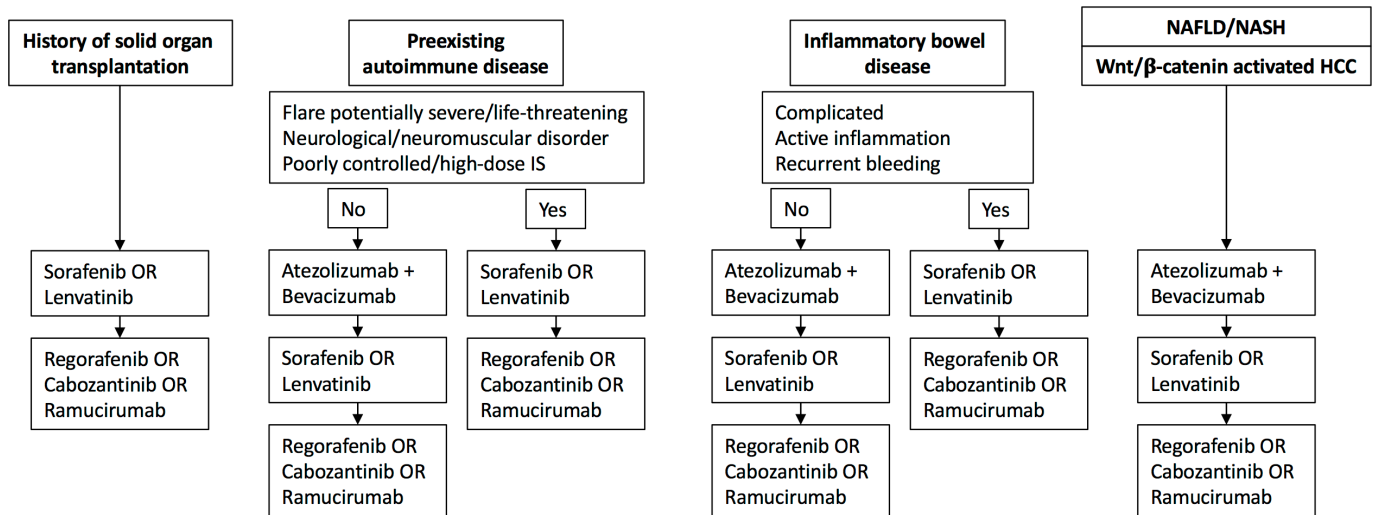 History of solid organ
transplantation
Sorafenib OR
Lenvatinib
Regorafenib OR
Cabozantinib OR
Ramucirumab
Preexisting
autoimmune disease
Flare potentially severe/life-threatening
Neurological/neuromuscular disorder
Poorly controlled/high-dose IS
No
Atezolizumab +
Bevacizumab
Sorafenib OR
Lenvatinib
Regorafenib OR
Cabozantinib OR
Ramucirumab
Yes
Sorafenib OR
Lenvatinib
Regorafenib OR
Cabozantinib OR
Ramucirumab
Inflammatory bowel
disease
Complicated
Active inflammation
Recurrent bleeding
No
Atezolizumab +
Bevacizumab
Sorafenib OR
Lenvatinib
Regorafenib OR
Cabozantinib OR
Ramucirumab
Yes
Sorafenib OR
Lenvatinib
Regorafenib OR
Cabozantinib OR
Ramucirumab
NAFLD/NASH
Wnt/β-catenin activated HCC
Atezolizumab +
Bevacizumab
Sorafenib OR
Lenvatinib
Regorafenib OR
Cabozantinib OR
Ramucirumab